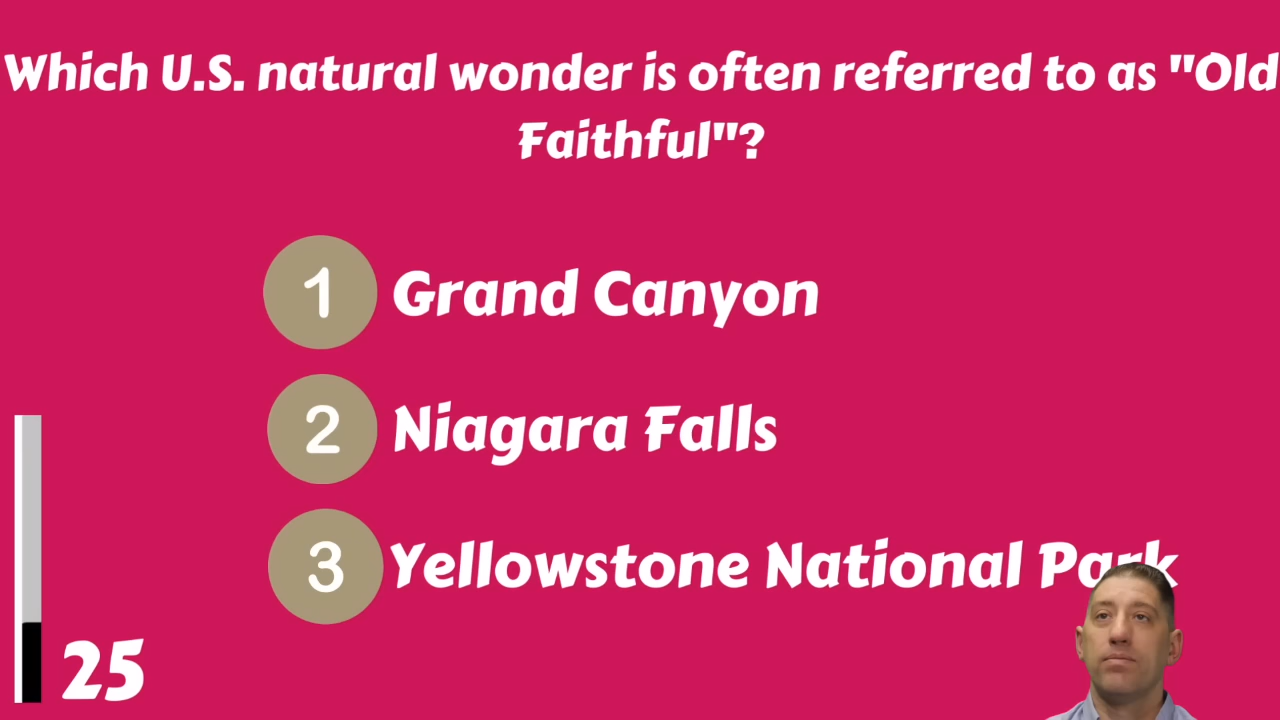 Which U.S. natural wonder is often referred to as "Old
Faithful"?
1 Grand Canyon
2 Niagara Falls
3 Yellowstone National Park
25